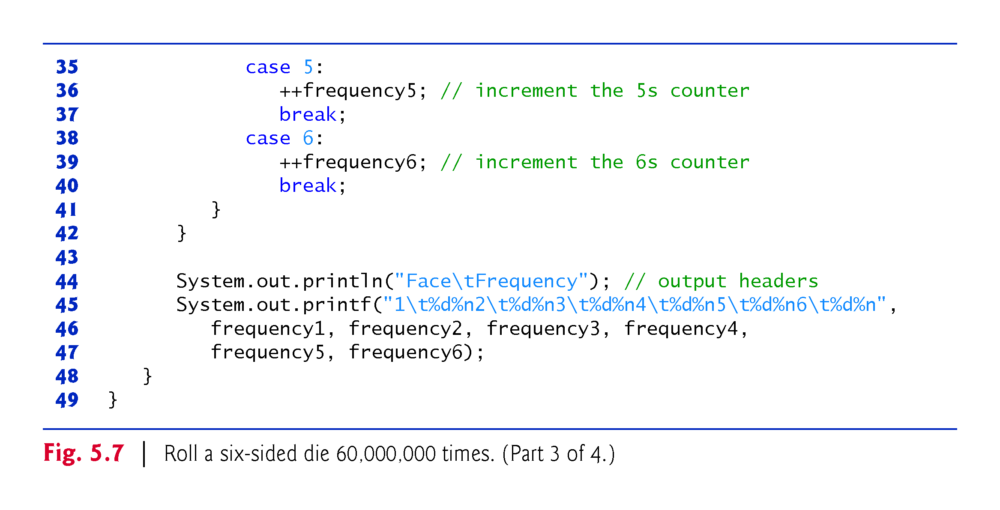 35               case 5:
36                  ++frequency5; // increment the 5s counter
37                  break;
38               case 6:
39                  ++frequency6; // increment the 6s counter
40                  break;
41            }
42         }
43
44         System.out.println("Face\tFrequency"); // output headers
45         System.out.printf("1\t%d%n2\t%d%n3\t%d%n4\t%d%n5\t%d%n6\t%d%n",
46            frequency1, frequency2, frequency3, frequency4,
47            frequency5, frequency6);
48      }
49   }
Fig. 5.7 | Roll a six-sided die 60,000,000 times. (Part 3 of 4.)